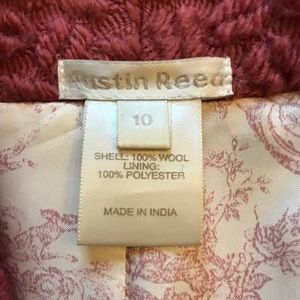 Austin Reed
10
SHELL: 100% WOOL
LINING:
100% POLYESTER
MADE IN INDIA